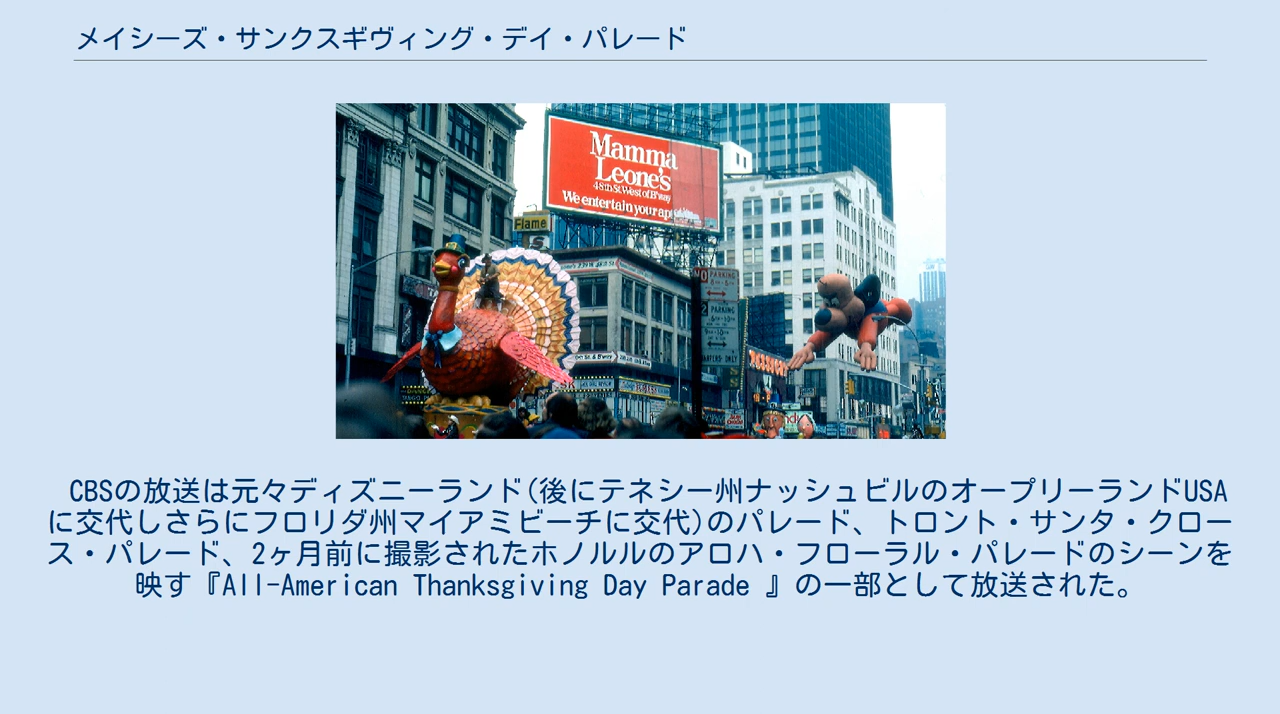 メイシーズ・サンクスギヴィング・デイ・パレード
Mamma
Leone's
48th St West of B'way
We entertain your
Flame
NO PARKING
PARKING
CBSの放送は元々ディズニーランド(後にテネシー州ナッシュビルのオープリーランドUSA
に交代しさらにフロリダ州マイアミビーチに交代)のパレード、トロント・サンタ・クロー
ス・パレード、2ヶ月前に撮影されたホノルルのアロハ・フローラル・パレードのシーンを
映す『All-American Thanksgiving Day Parade 』の一部として放送された。